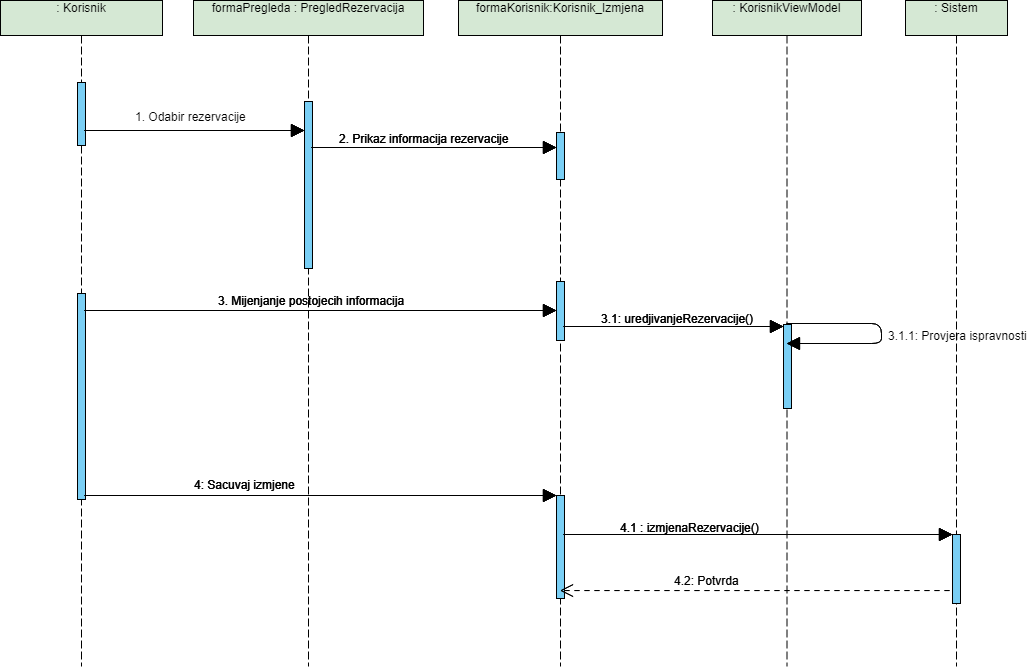 : Korisnik
formaPregleda : PregledRezervacija
formaKorisnik:Korisnik_Izmjena
: KorisnikViewModel
: Sistem
1. Odabir rezervacije
2. Prikaz informacija rezervacije
3. Mijenjanje postojecih informacija
3.1: uredjivanjeRezervacije()
3.1.1: Provjera ispravnosti
4: Sacuvaj izmjene
4.1 : izmjenaRezervacije()
4.2: Potvrda